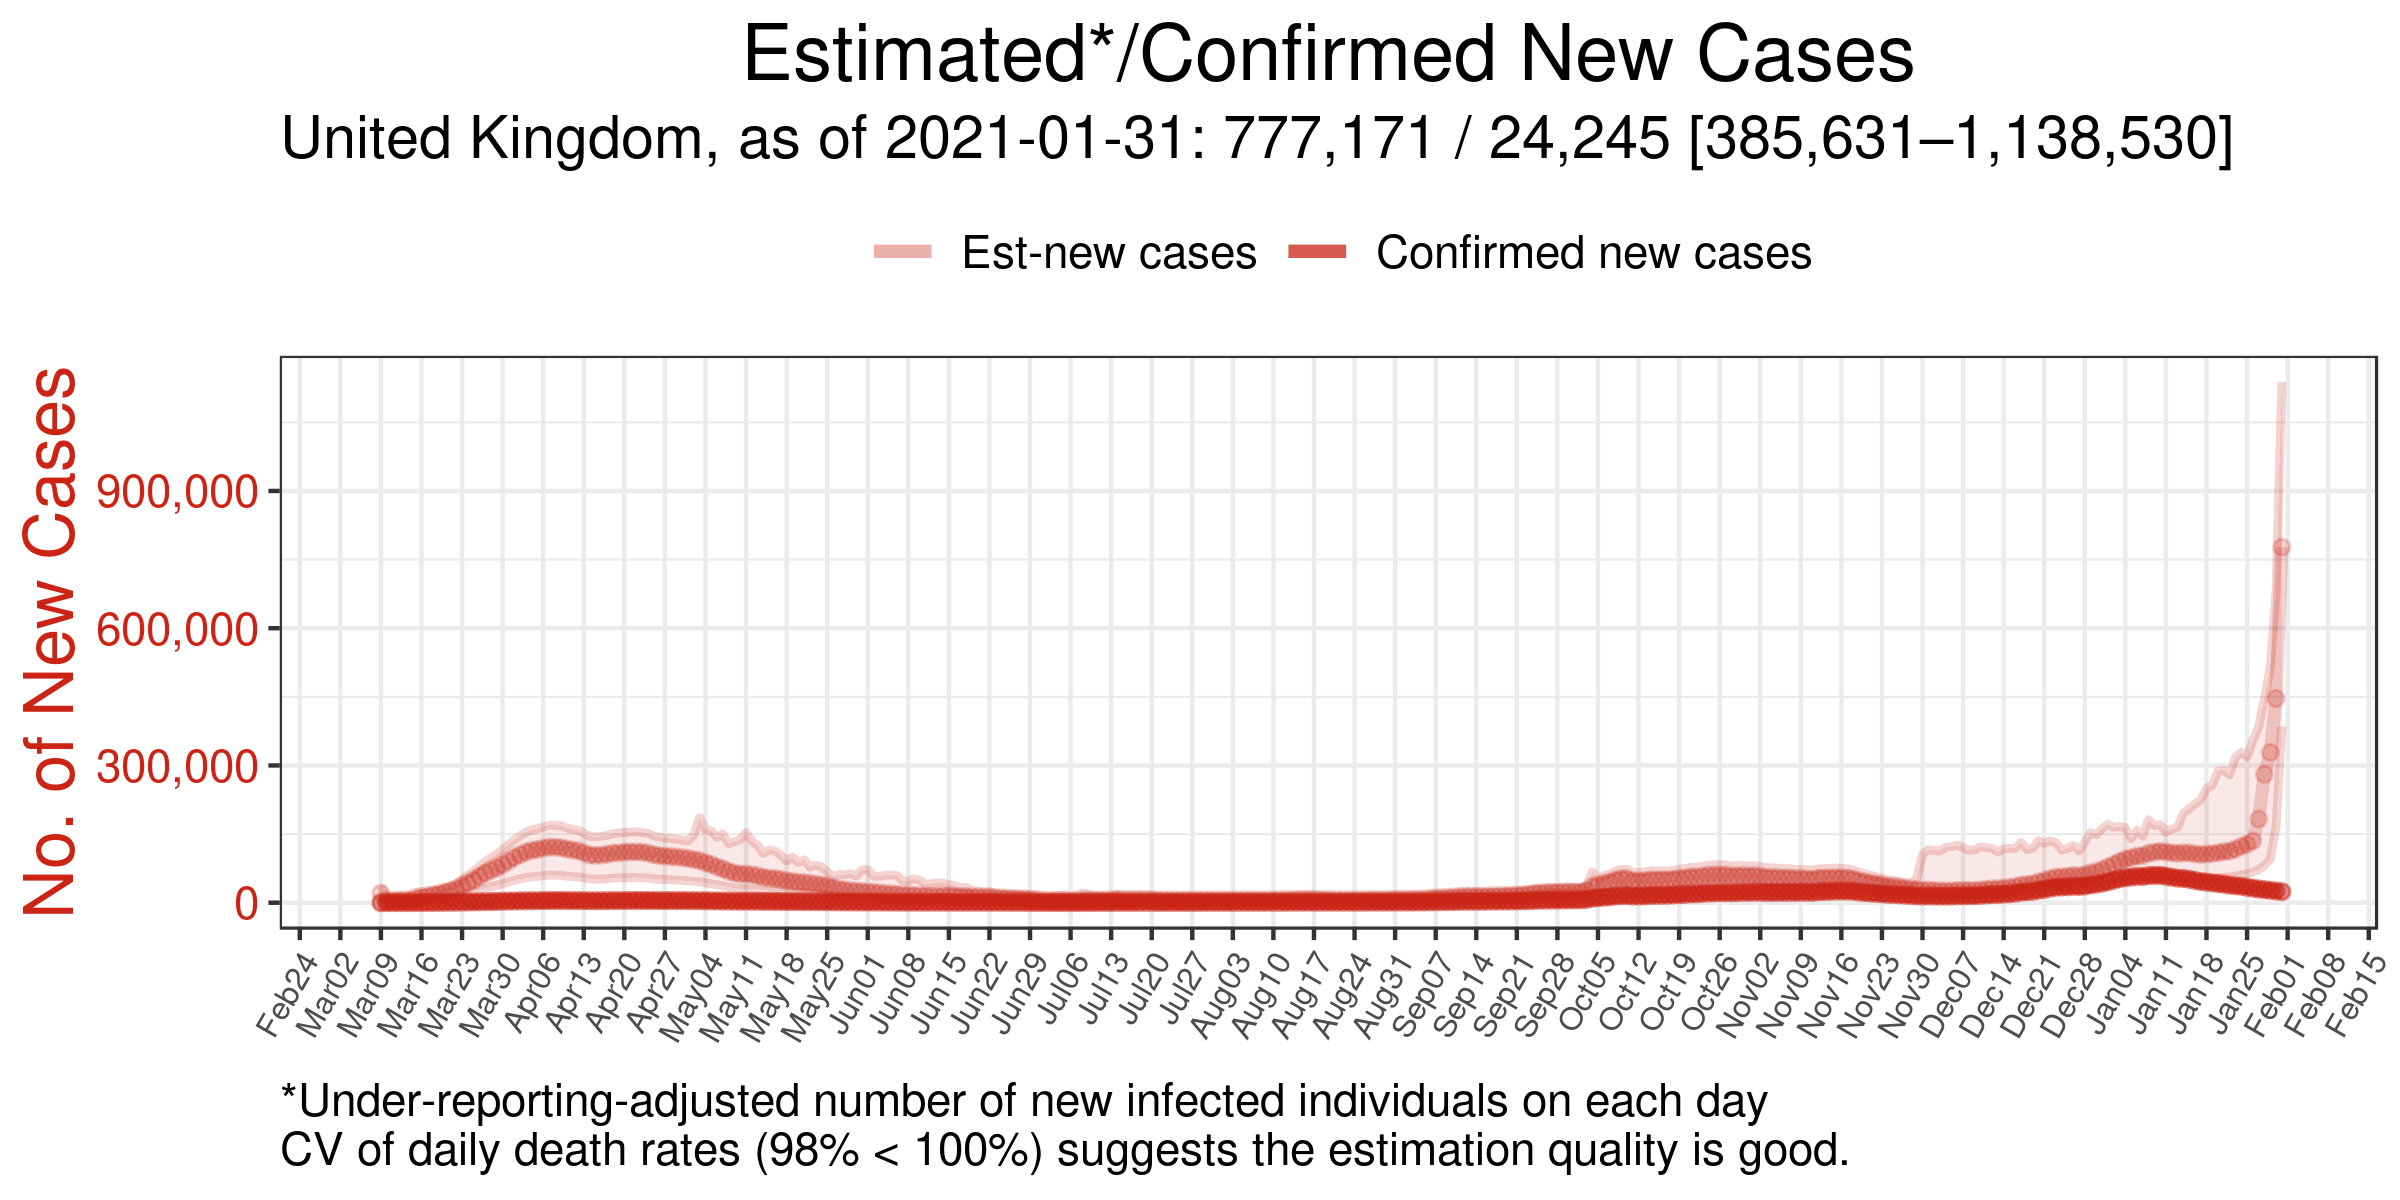 Estimated*/Confirmed New Cases
United Kingdom, as of 2021-01-31: 777,171 / 24,245 [385,631–1,138,530]
Est-new cases Confirmed new cases
No. of New Cases
900,000
600,000
300,000
0
Feb24 Mar02 Mar09 Mar16 Mar23 Mar30 Apr06 Apr13 Apr20 Apr27 May04 May11 May18 May25 Jun01 Jun08 Jun15 Jun22 Jun29 Jul06 Jul13 Jul20 Jul27 Aug03 Aug10 Aug17 Aug24 Aug31 Sep07 Sep14 Sep21 Sep28 Oct05 Oct12 Oct19 Oct26 Nov02 Nov09 Nov16 Nov23 Nov30 Dec07 Dec14 Dec21 Dec28 Jan04 Jan11 Jan18 Jan25 Feb01 Feb08 Feb15
*Under-reporting-adjusted number of new infected individuals on each day
CV of daily death rates (98% < 100%) suggests the estimation quality is good.